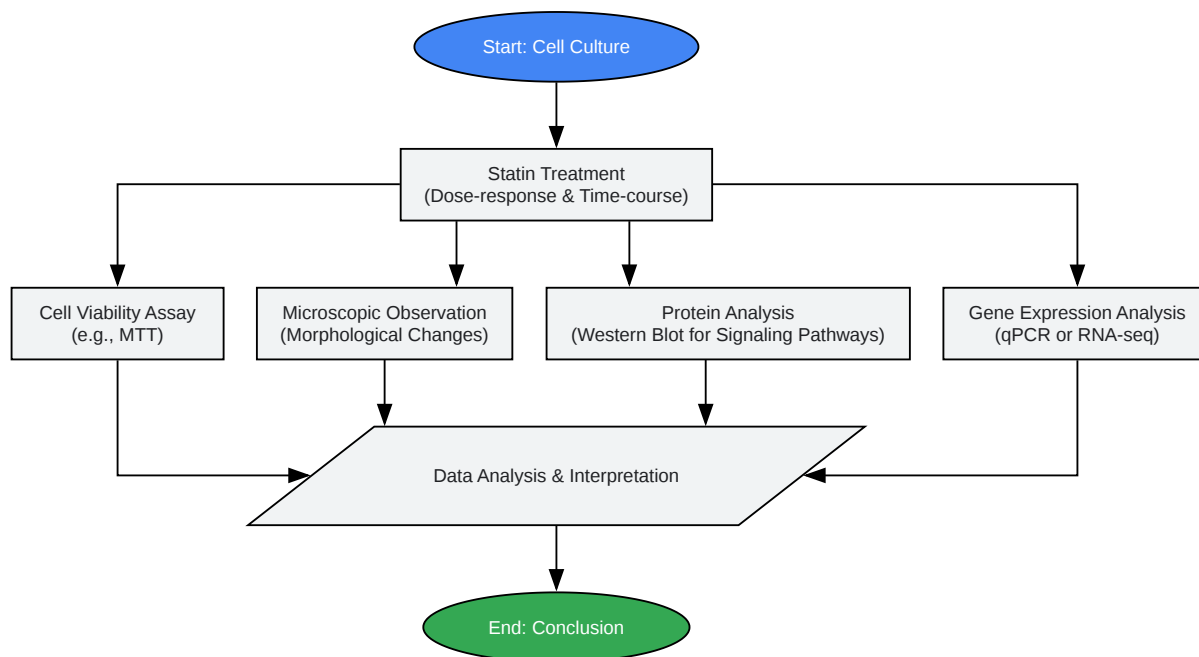 Start: Cell Culture
Statin Treatment
(Dose-response & Time-course)
Cell Viability Assay
(e.g., MTT)
Microscopic Observation
(Morphological Changes)
Protein Analysis
(Western Blot for Signaling Pathways)
Gene Expression Analysis
(qPCR or RNA-seq)
Data Analysis & Interpretation
End: Conclusion